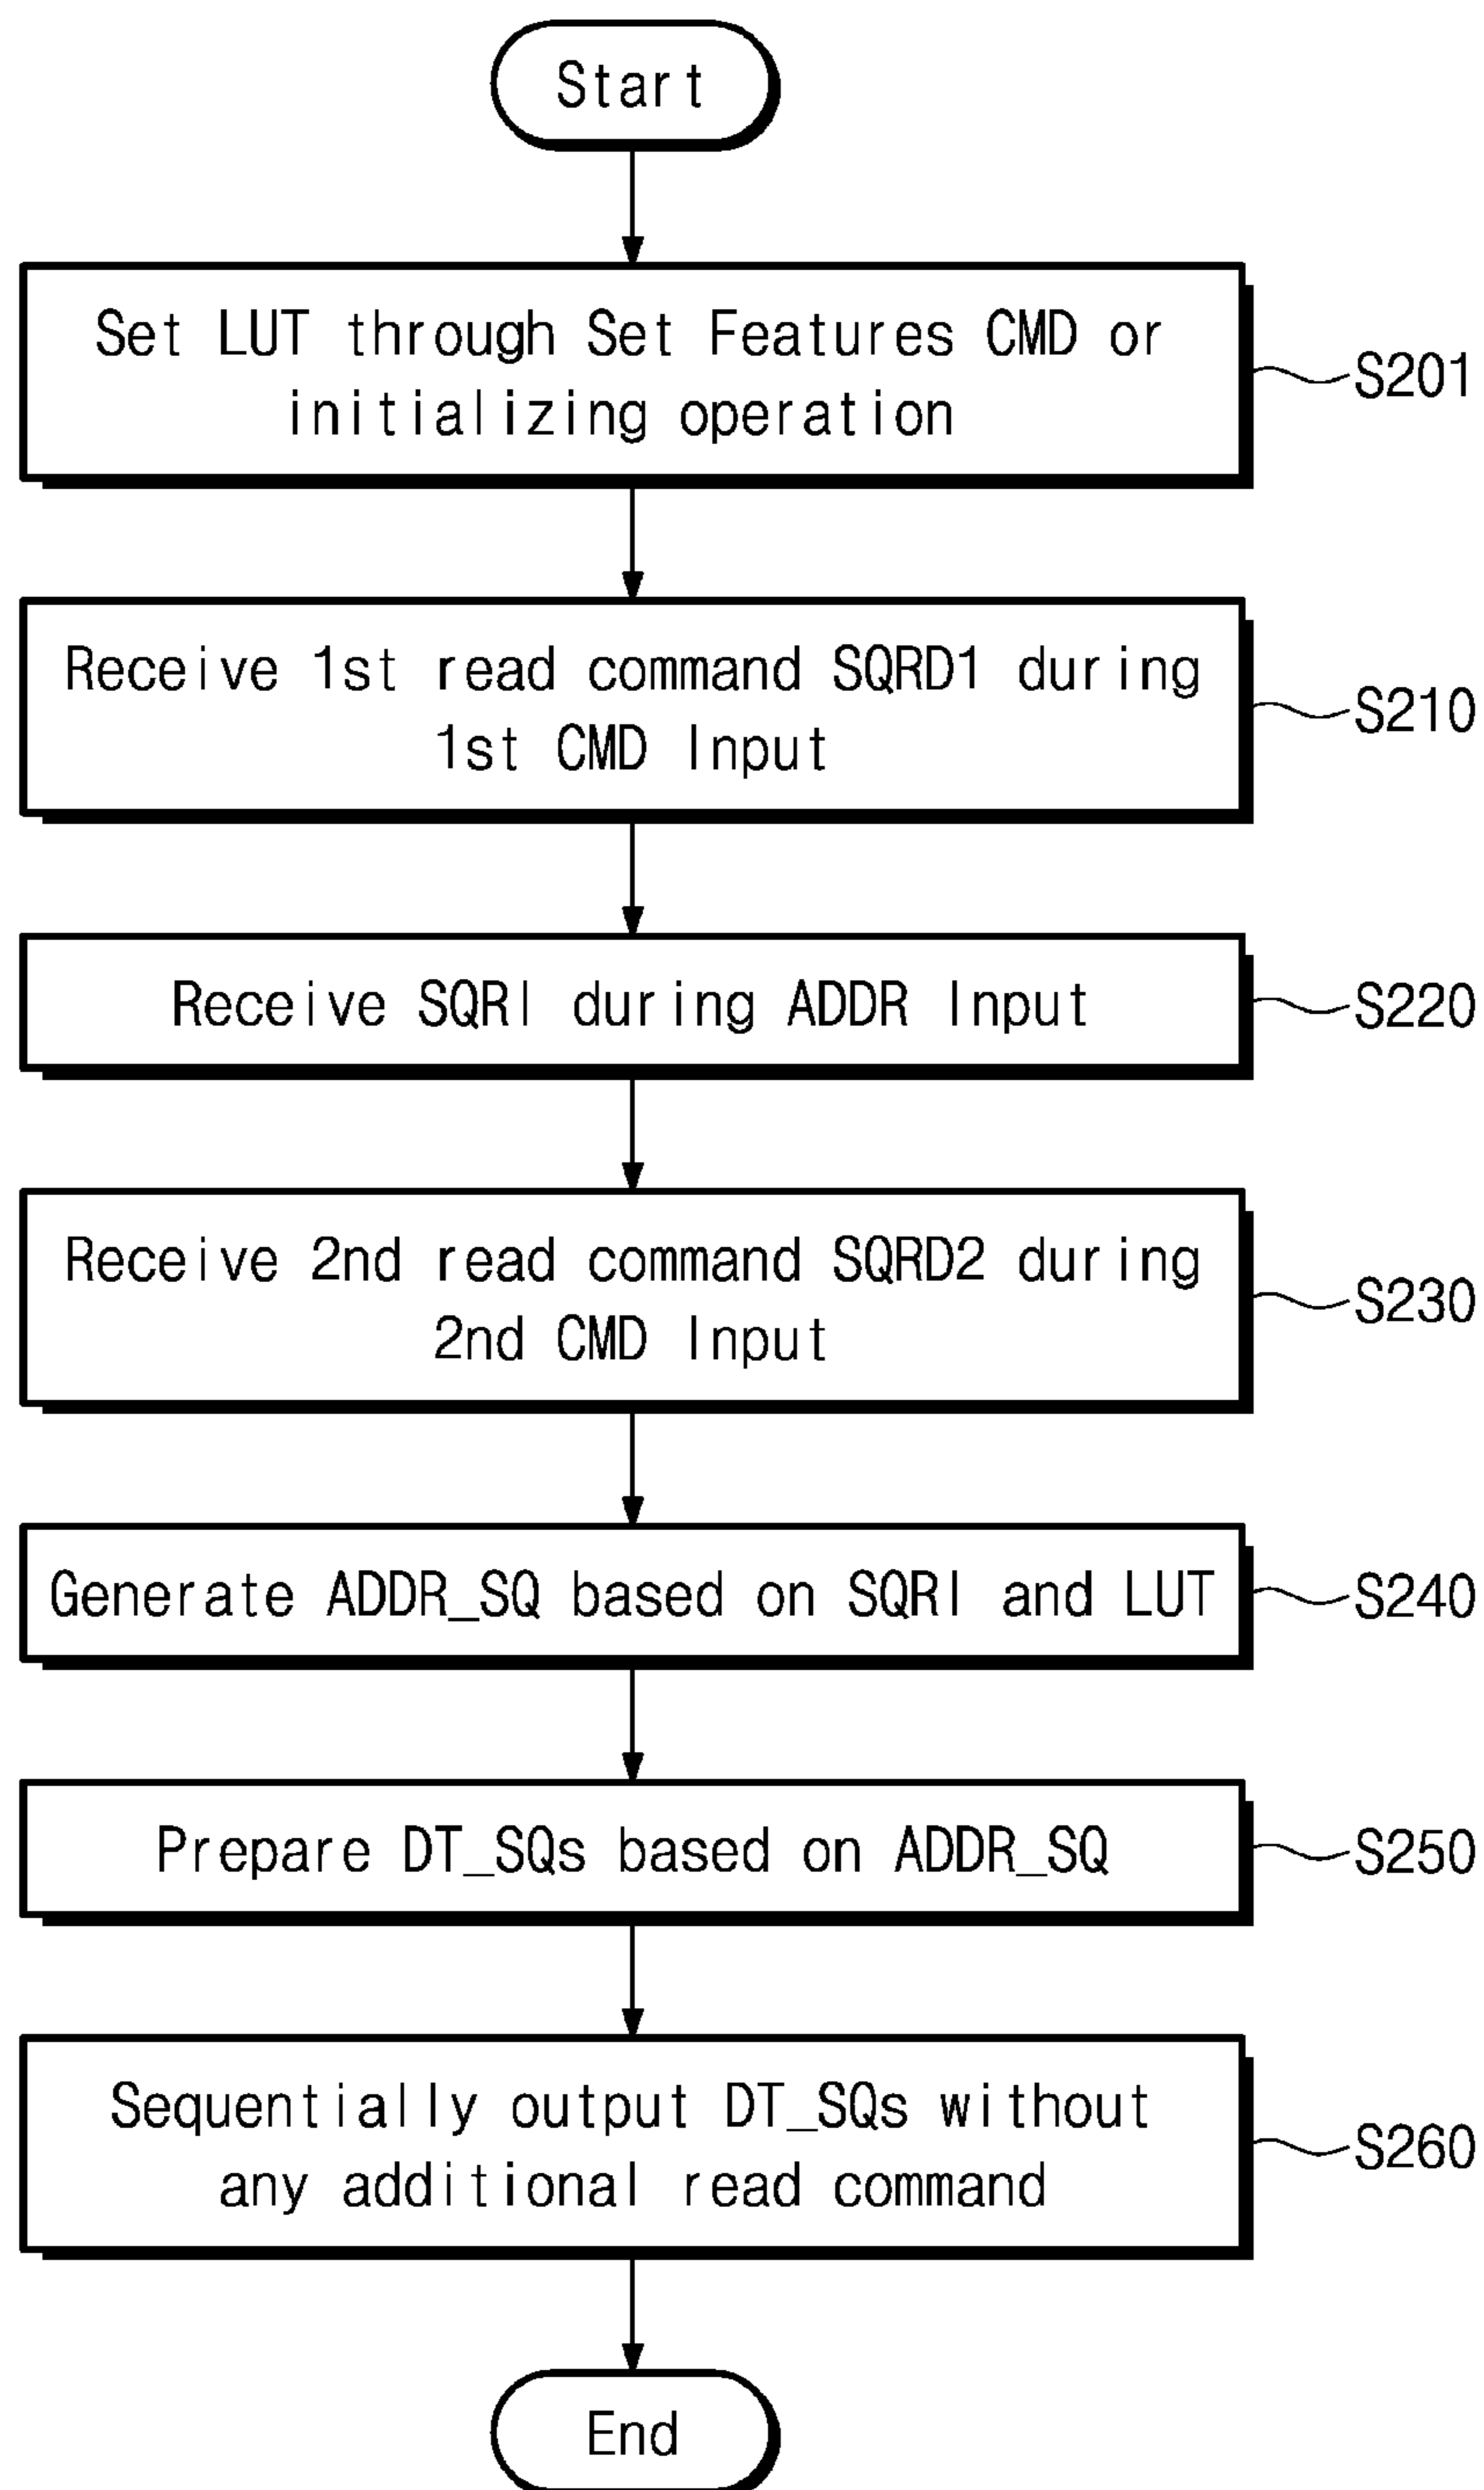 Start
Set LUT through Set Features CMD or
initializing operation
S201
Receive 1st read command SQRD1 during
1st CMD Input
S210
Receive SQRI during ADDR Input
S220
Receive 2nd read command SQRD2 during
2nd CMD Input
S230
Generate ADDR_SQ based on SQRI and LUT
S240
Prepare DT_SQs based on ADDR_SQ
S250
Sequentially output DT_SQs without
any additional read command
S260
End